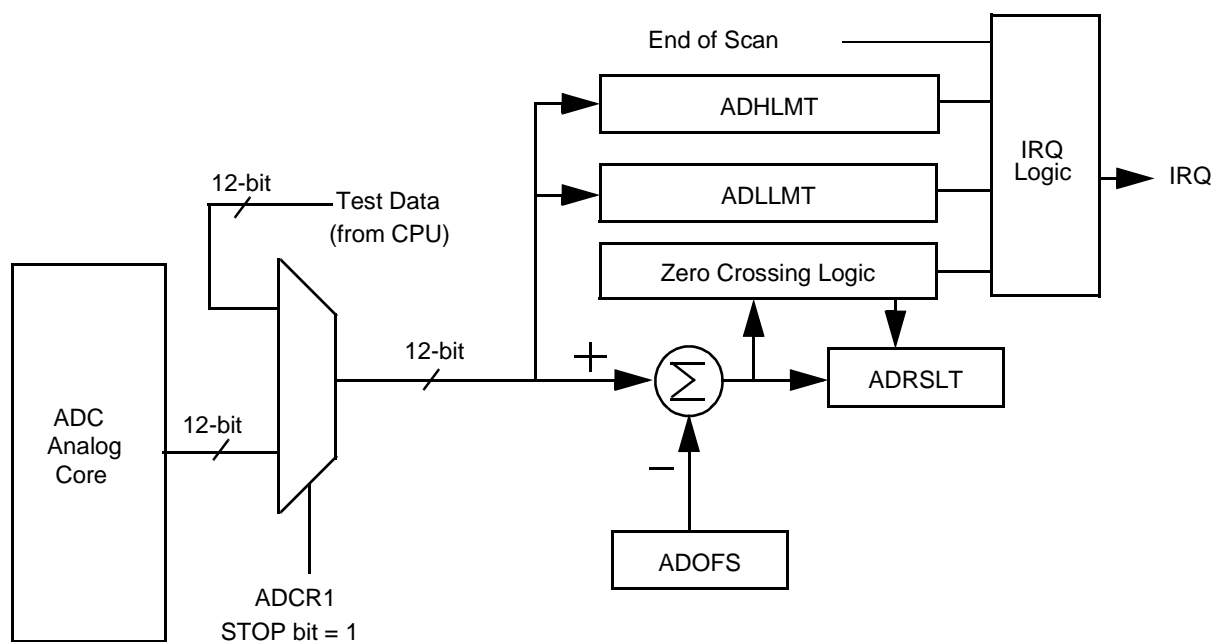 End of Scan
ADHLMT
IRQ
Logic
IRQ
12-bit
Test Data
(from CPU)
ADLLMT
Zero Crossing Logic
12-bit
+
Σ
ADRSLT
ADC
Analog
Core
12-bit
−
ADOFS
ADCR1
STOP bit = 1